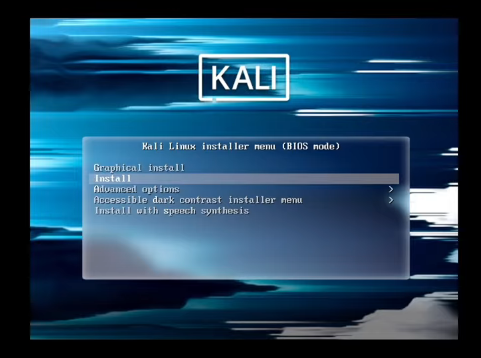 KALI
Kali Linux installer menu (BIOS mode)
Graphical install
Install
Advanced options >
Accessible dark contrast installer menu >
Install with speech synthesis